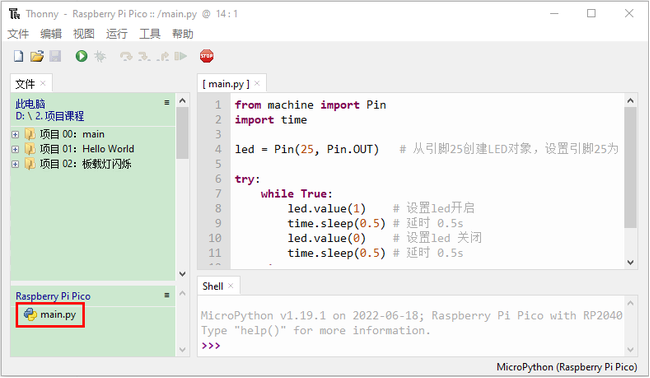 Thonny - Raspberry Pi Pico :: /main.py @ 14 : 1
文件 编辑 视图 运行 工具 帮助
STOP
文件
此电脑
D: \ 2. 项目课程
项目 00：main
项目 01：Hello World
项目 02：板载灯闪烁
Raspberry Pi Pico
main.py
[ main.py ]
1 from machine import Pin
2 import time
3
4 led = Pin(25, Pin.OUT) # 从引脚25创建LED对象，设置引脚25为
5
6 try:
7 while True:
8 led.value(1) # 设置led开启
9 time.sleep(0.5) # 延时 0.5s
10 led.value(0) # 设置led 关闭
11 time.sleep(0.5) # 延时 0.5s
Shell
MicroPython v1.19.1 on 2022-06-18; Raspberry Pi Pico with RP2040
Type "help()" for more information.
>>>
MicroPython (Raspberry Pi Pico)